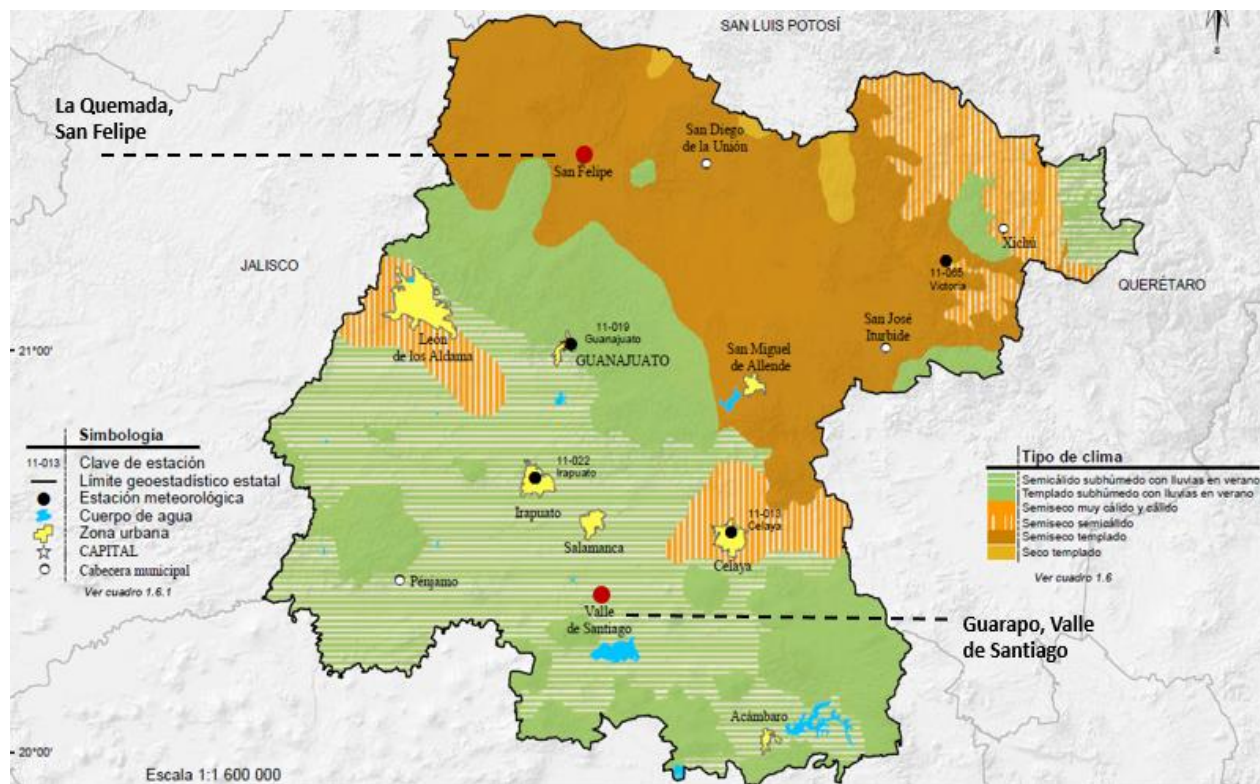 SAN LUIS POTOSÍ
S
La Quemada,
San Felipe
San Diego
de la Unión
San Felipe
Xichú
JALISCO
11-065
Victoria
QUERÉTARO
León
de los Aldama
11-019
Guanajuato
GUANAJUATO
San José
Iturbide
21°00'
San Miguel
de Allende
Simbología
11-013 Clave de estación
Límite geoestadístico estatal
Estación meteorológica
Cuerpo de agua
Zona urbana
CAPITAL
Cabecera municipal
Ver cuadro 1.6.1
11-022
Irapuato
Irapuato
Salamanca
11-013
Celaya
Celaya
Tipo de clima
Semicálido subhúmedo con lluvias en verano
Templado subhúmedo con lluvias en verano
Semiseco muy cálido y cálido
Semiseco semicálido
Semiseco templado
Seco templado
Ver cuadro 1.6
Pénjamo
Valle
de Santiago
Guarapo, Valle
de Santiago
Acámbaro
20°00'
Escala 1:1 600 000